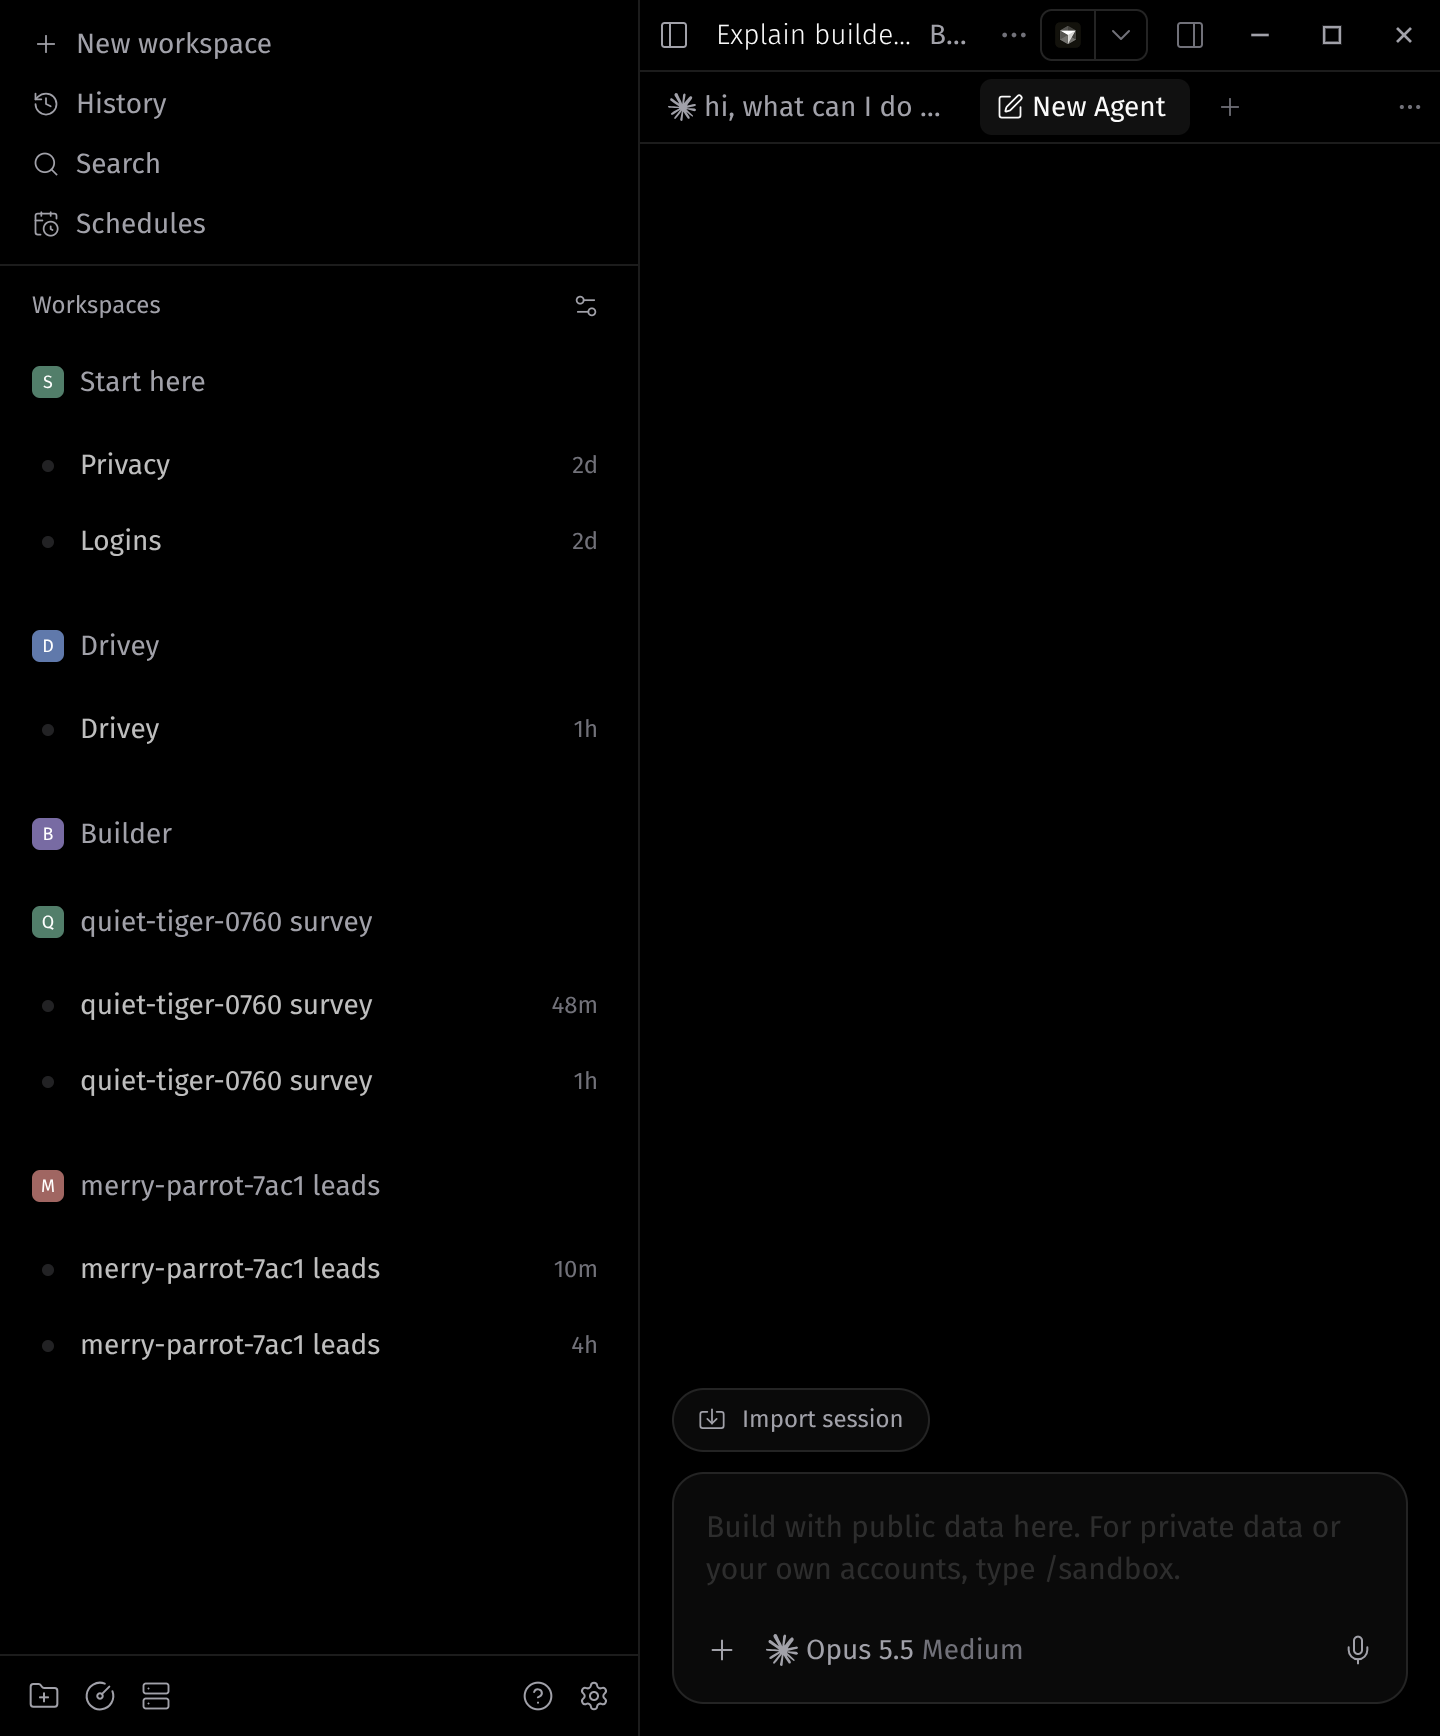 New workspace
History
Search
Schedules
Workspaces
S Start here
Privacy 2d
Logins 2d
D Drivey
Drivey 1h
B Builder
Q quiet-tiger-0760 survey
quiet-tiger-0760 survey 48m
quiet-tiger-0760 survey 1h
M merry-parrot-7ac1 leads
merry-parrot-7ac1 leads 10m
merry-parrot-7ac1 leads 4h
Explain builde... B...
hi, what can I do ... New Agent
Import session
Build with public data here. For private data or
your own accounts, type /sandbox.
Opus 5.5 Medium